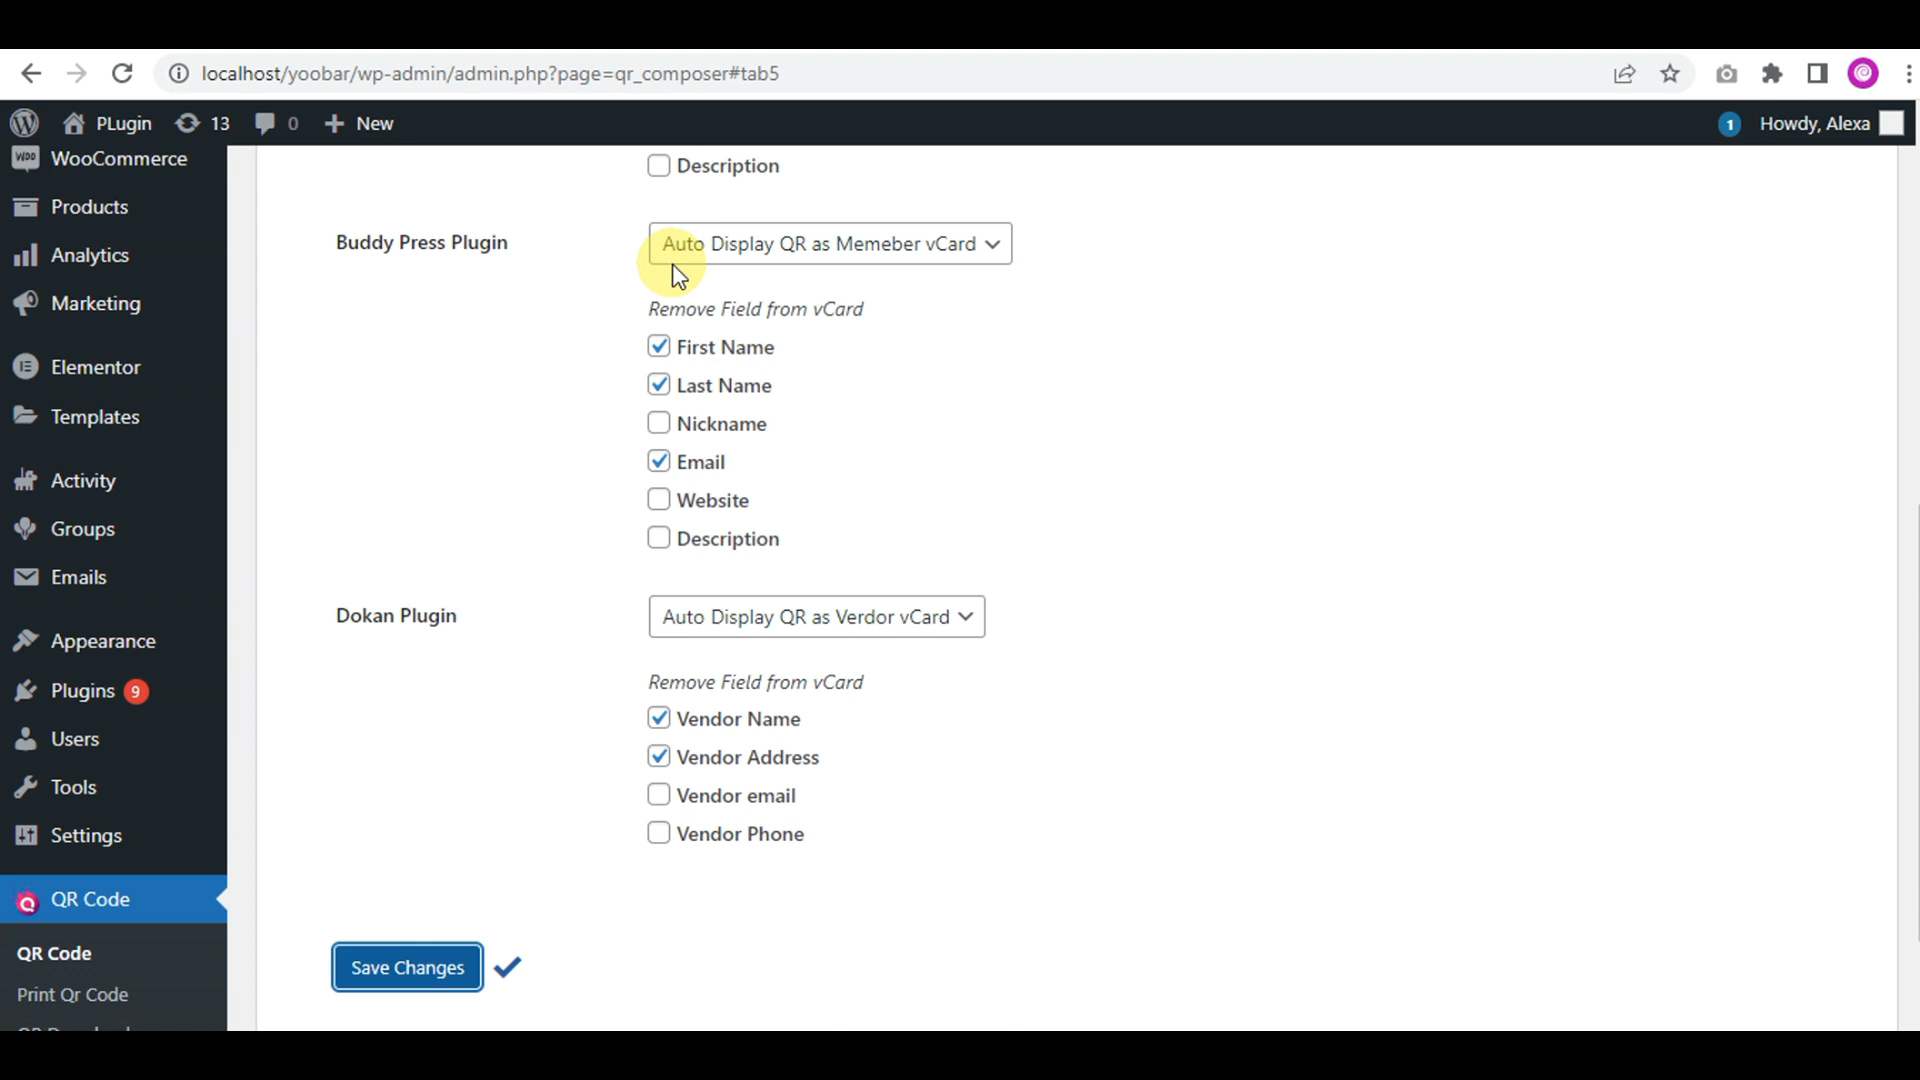 localhost/yoobar/wp-admin/admin.php?page=qr_composer#tab5
PLugin 13 0 New 1 Howdy, Alexa
WooCommerce
Products
Analytics
Marketing
Elementor
Templates
Activity
Groups
Emails
Appearance
Plugins 9
Users
Tools
Settings
QR Code
QR Code
Print Qr Code
Description
Buddy Press Plugin
Auto Display QR as Memeber vCard
Remove Field from vCard
First Name
Last Name
Nickname
Email
Website
Description
Dokan Plugin
Auto Display QR as Verdor vCard
Remove Field from vCard
Vendor Name
Vendor Address
Vendor email
Vendor Phone
Save Changes